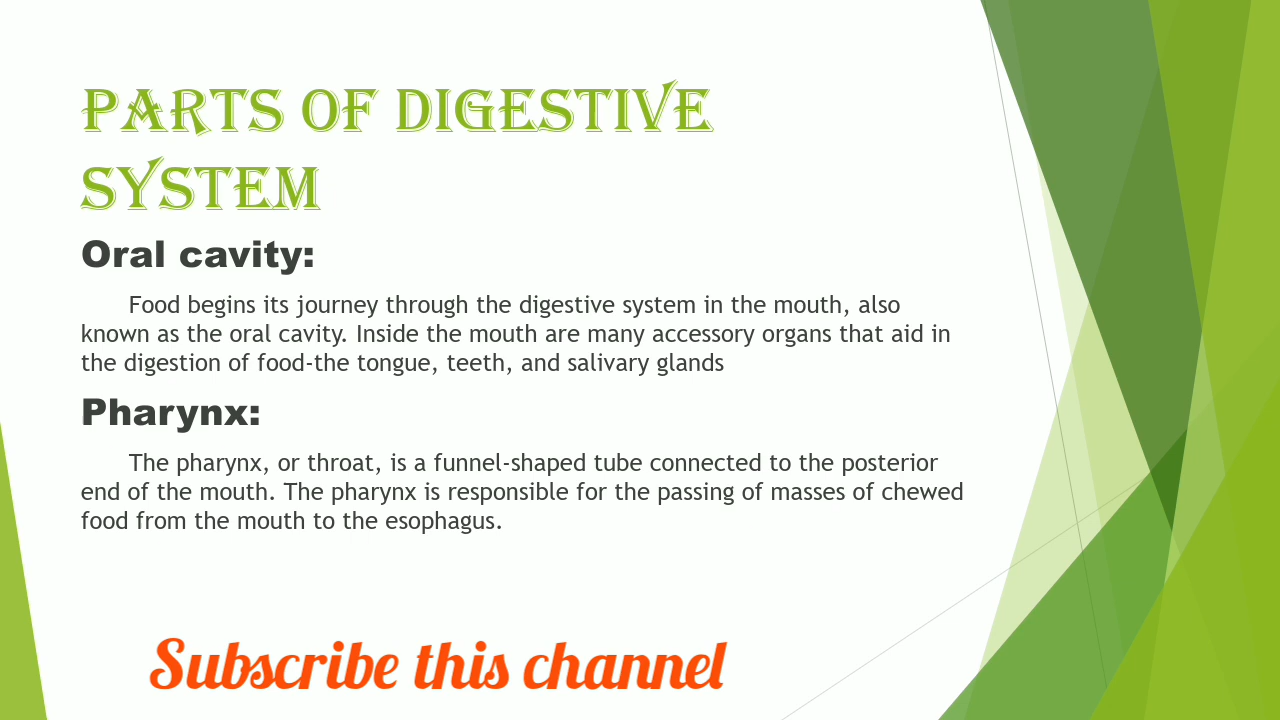 PARTS OF DIGESTIVE
SYSTEM
Oral cavity:
Food begins its journey through the digestive system in the mouth, also
known as the oral cavity. Inside the mouth are many accessory organs that aid in
the digestion of food-the tongue, teeth, and salivary glands
Pharynx:
The pharynx, or throat, is a funnel-shaped tube connected to the posterior
end of the mouth. The pharynx is responsible for the passing of masses of chewed
food from the mouth to the esophagus.
Subscribe this channel